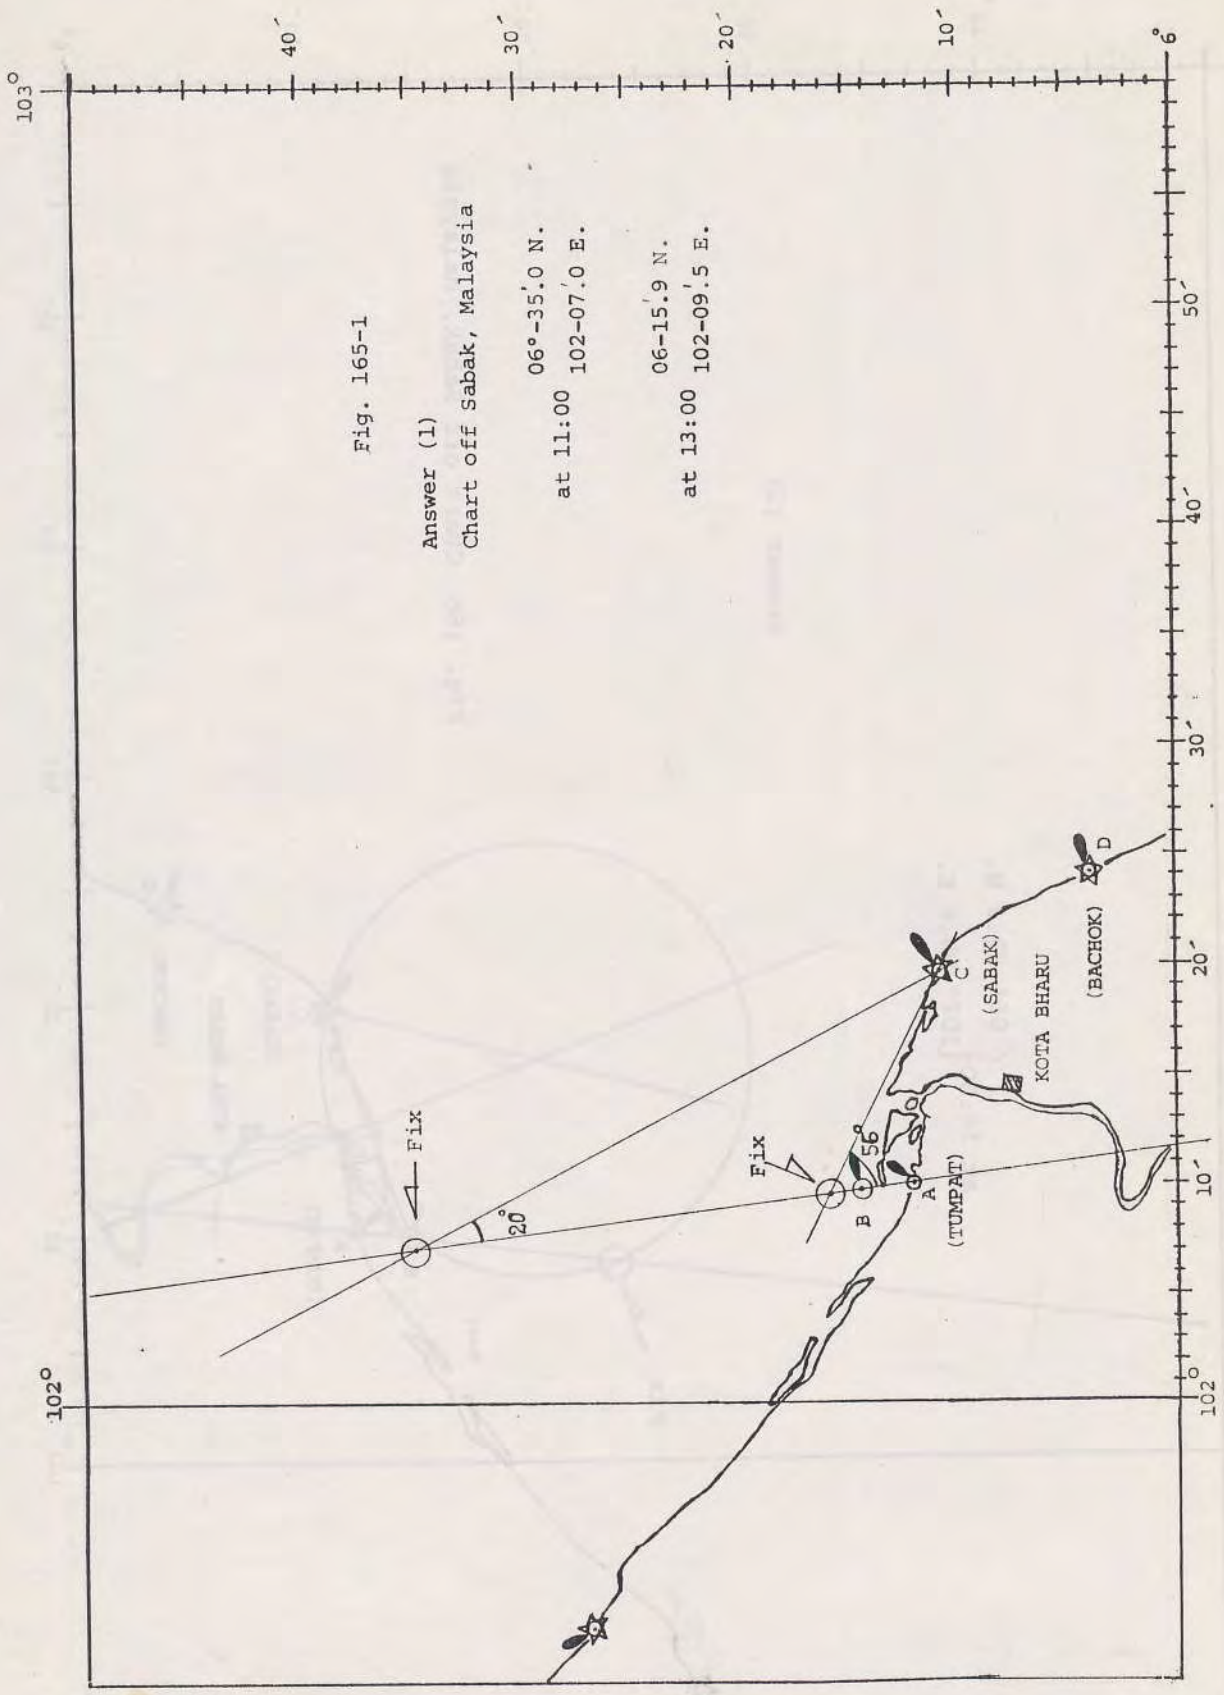 Fig. 165-1
Answer (1)
Chart off Sabak, Malaysia
06°-35'.0 N.
at 11:00 102-07'.0 E.
06-15'.9 N.
at 13:00 102-09'.5 E.
102°
103°
40'
30'
20'
10'
6°
Fix
20°
Fix
56°
B
A
(TUMPAT)
C
(SABAK)
KOTA BHARU
D
(BACHOK)
102°
10'
20'
30'
40'
50'